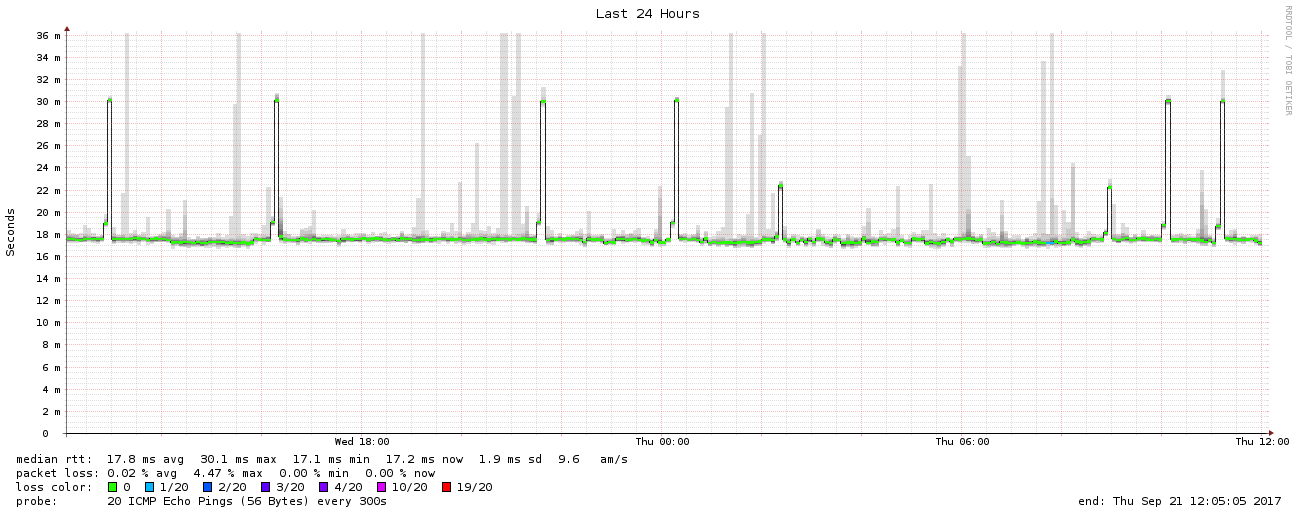 Last 24 Hours
RRDTOOL / TOBI OETIKER
Seconds
36 m
34 m
32 m
30 m
28 m
26 m
24 m
22 m
20 m
18 m
16 m
14 m
12 m
10 m
8 m
6 m
4 m
2 m
0
Wed 18:00 Thu 00:00 Thu 06:00 Thu 12:00
median rtt: 17.8 ms avg 30.1 ms max 17.1 ms min 17.2 ms now 1.9 ms sd 9.6 am/s
packet loss: 0.02 % avg 4.47 % max 0.00 % min 0.00 % now
loss color: 0 1/20 2/20 3/20 4/20 10/20 19/20
probe: 20 ICMP Echo Pings (56 Bytes) every 300s end: Thu Sep 21 12:05:05 2017